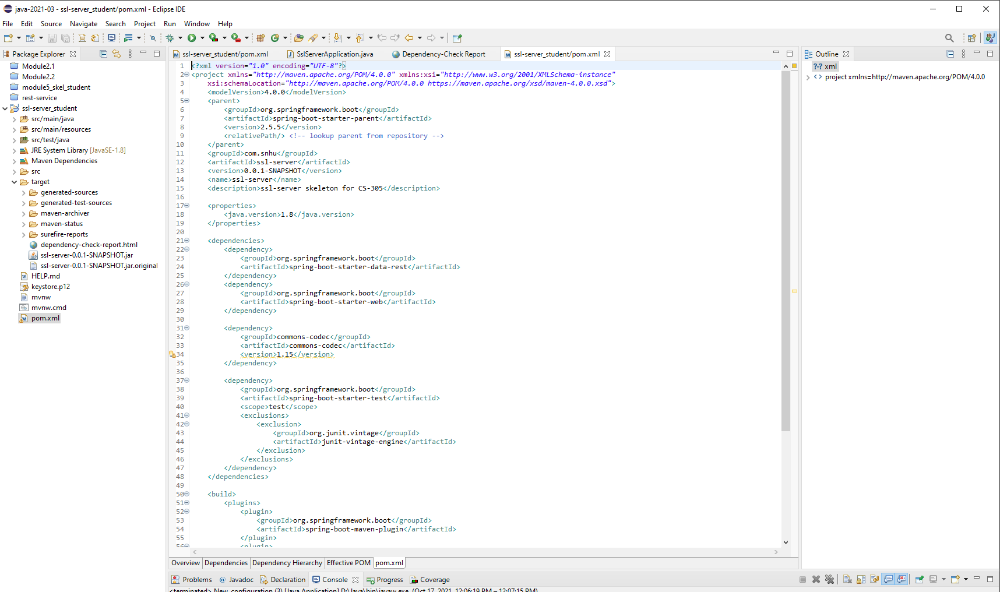 java-2021-03 - ssl-server_student/pom.xml - Eclipse IDE
File Edit Source Navigate Search Project Run Window Help
Package Explorer
Module2.1
Module2.2
module5_skel_student
rest-service
ssl-server_student
src/main/java
src/main/resources
src/test/java
JRE System Library [JavaSE-1.8]
Maven Dependencies
src
target
generated-sources
generated-test-sources
maven-archiver
maven-status
surefire-reports
dependency-check-report.html
ssl-server-0.0.1-SNAPSHOT.jar
ssl-server-0.0.1-SNAPSHOT.jar.original
HELP.md
keystore.p12
mvnw
mvnw.cmd
pom.xml
ssl-server_student/pom.xml SslServerApplication.java Dependency-Check Report ssl-server_student/pom.xml
1 <?xml version="1.0" encoding="UTF-8"?>
2 <project xmlns="http://maven.apache.org/POM/4.0.0" xmlns:xsi="http://www.w3.org/2001/XMLSchema-instance"
3 xsi:schemaLocation="http://maven.apache.org/POM/4.0.0 https://maven.apache.org/xsd/maven-4.0.0.xsd">
4 <modelVersion>4.0.0</modelVersion>
5 <parent>
6 <groupId>org.springframework.boot</groupId>
7 <artifactId>spring-boot-starter-parent</artifactId>
8 <version>2.5.5</version>
9 <relativePath/> <!-- lookup parent from repository -->
10 </parent>
11 <groupId>com.snhu</groupId>
12 <artifactId>ssl-server</artifactId>
13 <version>0.0.1-SNAPSHOT</version>
14 <name>ssl-server</name>
15 <description>ssl-server skeleton for CS-305</description>
16
17 <properties>
18 <java.version>1.8</java.version>
19 </properties>
20
21 <dependencies>
22 <dependency>
23 <groupId>org.springframework.boot</groupId>
24 <artifactId>spring-boot-starter-data-rest</artifactId>
25 </dependency>
26 <dependency>
27 <groupId>org.springframework.boot</groupId>
28 <artifactId>spring-boot-starter-web</artifactId>
29 </dependency>
30
31 <dependency>
32 <groupId>commons-codec</groupId>
33 <artifactId>commons-codec</artifactId>
34 <version>1.15</version>
35 </dependency>
36
37 <dependency>
38 <groupId>org.springframework.boot</groupId>
39 <artifactId>spring-boot-starter-test</artifactId>
40 <scope>test</scope>
41 <exclusions>
42 <exclusion>
43 <groupId>org.junit.vintage</groupId>
44 <artifactId>junit-vintage-engine</artifactId>
45 </exclusion>
46 </exclusions>
47 </dependency>
48 </dependencies>
49
50 <build>
51 <plugins>
52 <plugin>
53 <groupId>org.springframework.boot</groupId>
54 <artifactId>spring-boot-maven-plugin</artifactId>
55 </plugin>
56 <plugin>
Overview Dependencies Dependency Hierarchy Effective POM pom.xml
Outline
?-? xml
<> project xmlns=http://maven.apache.org/POM/4.0.0
Problems @ Javadoc Declaration Console Progress Coverage
<terminated> New_configuration (3) [Java Application] D:\Java\bin\javaw.exe (Oct 17, 2021, 12:06:19 PM – 12:07:15 PM)